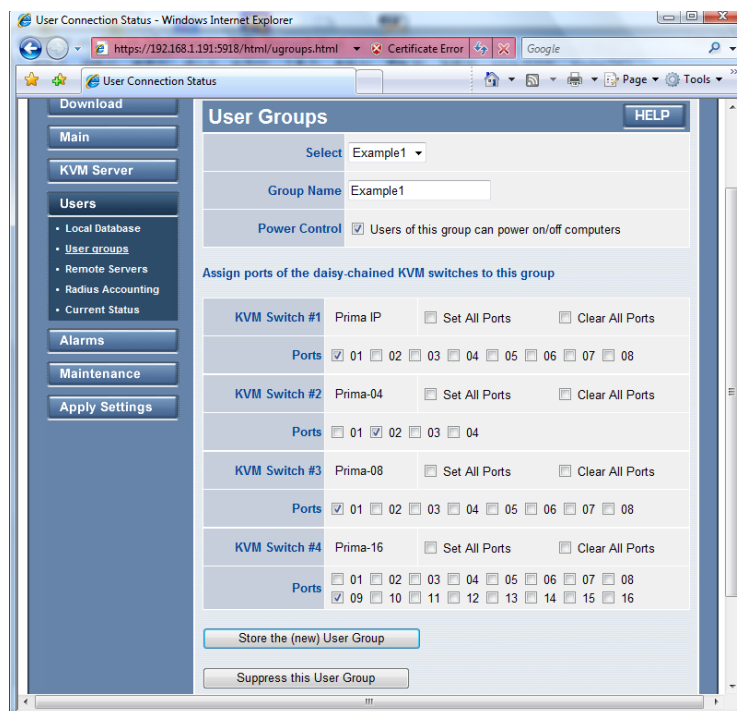 User Connection Status - Windows Internet Explorer
https://192.168.1.191:5918/html/ugroups.html Certificate Error Google
User Connection Status Page Tools
Download
Main
KVM Server
Users
• Local Database
• User groups
• Remote Servers
• Radius Accounting
• Current Status
Alarms
Maintenance
Apply Settings
User Groups HELP
Select Example1
Group Name Example1
Power Control Users of this group can power on/off computers
Assign ports of the daisy-chained KVM switches to this group
KVM Switch #1 Prima IP Set All Ports Clear All Ports
Ports 01 02 03 04 05 06 07 08
KVM Switch #2 Prima-04 Set All Ports Clear All Ports
Ports 01 02 03 04
KVM Switch #3 Prima-08 Set All Ports Clear All Ports
Ports 01 02 03 04 05 06 07 08
KVM Switch #4 Prima-16 Set All Ports Clear All Ports
Ports 01 02 03 04 05 06 07 08
09 10 11 12 13 14 15 16
Store the (new) User Group
Suppress this User Group